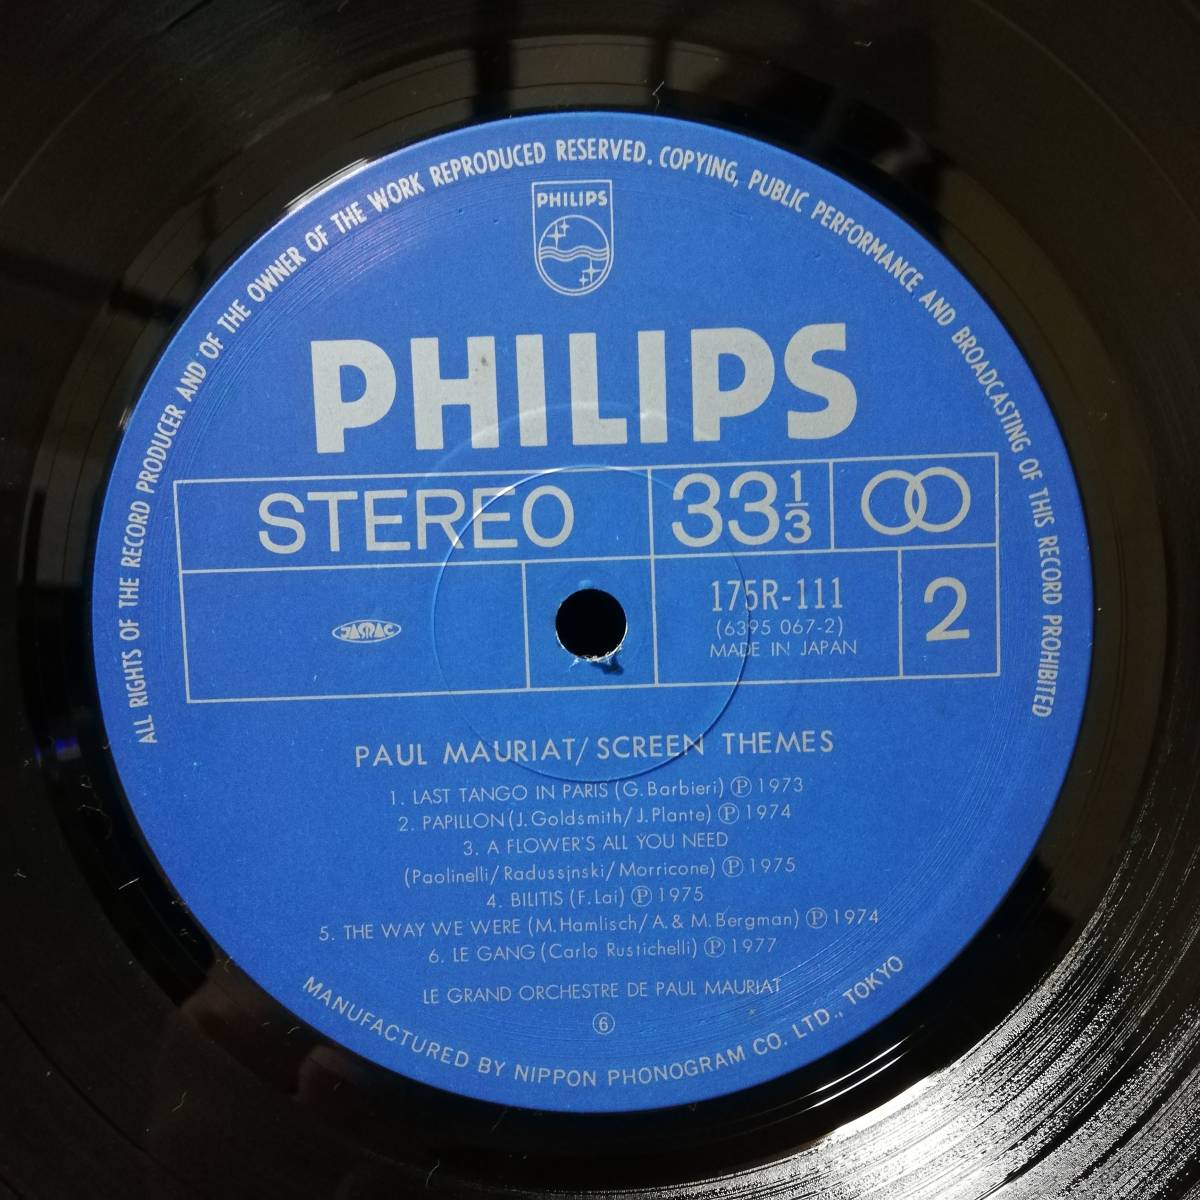 ALL RIGHTS OF THE RECORD PRODUCER AND OF THE OWNER OF THE WORK REPRODUCED RESERVED. COPYING, PUBLIC PERFORMANCE AND BROADCASTING OF THIS RECORD PROHIBITED
PHILIPS
PHILIPS
STEREO
33 1/3
JASRAC
175R-111
(6395 067-2)
MADE IN JAPAN
2
PAUL MAURIAT/SCREEN THEMES
1. LAST TANGO IN PARIS (G. Barbieri) Ⓟ 1973
2. PAPILLON (J. Goldsmith/J. Plante) Ⓟ 1974
3. A FLOWER'S ALL YOU NEED
(Paolinelli/Radussjnski/Morricone) Ⓟ 1975
4. BILITIS (F. Lai) Ⓟ 1975
5. THE WAY WE WERE (M. Hamlisch/A. & M. Bergman) Ⓟ 1974
6. LE GANG (Carlo Rustichelli) Ⓟ 1977
LE GRAND ORCHESTRE DE PAUL MAURIAT
⑥
MANUFACTURED BY NIPPON PHONOGRAM CO. LTD., TOKYO